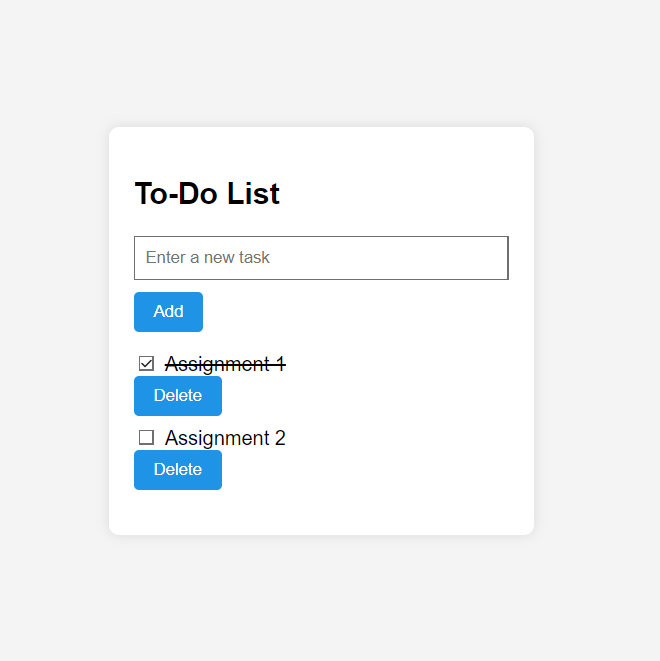 To-Do List
Enter a new task
Add
Assignment 1
Delete
Assignment 2
Delete